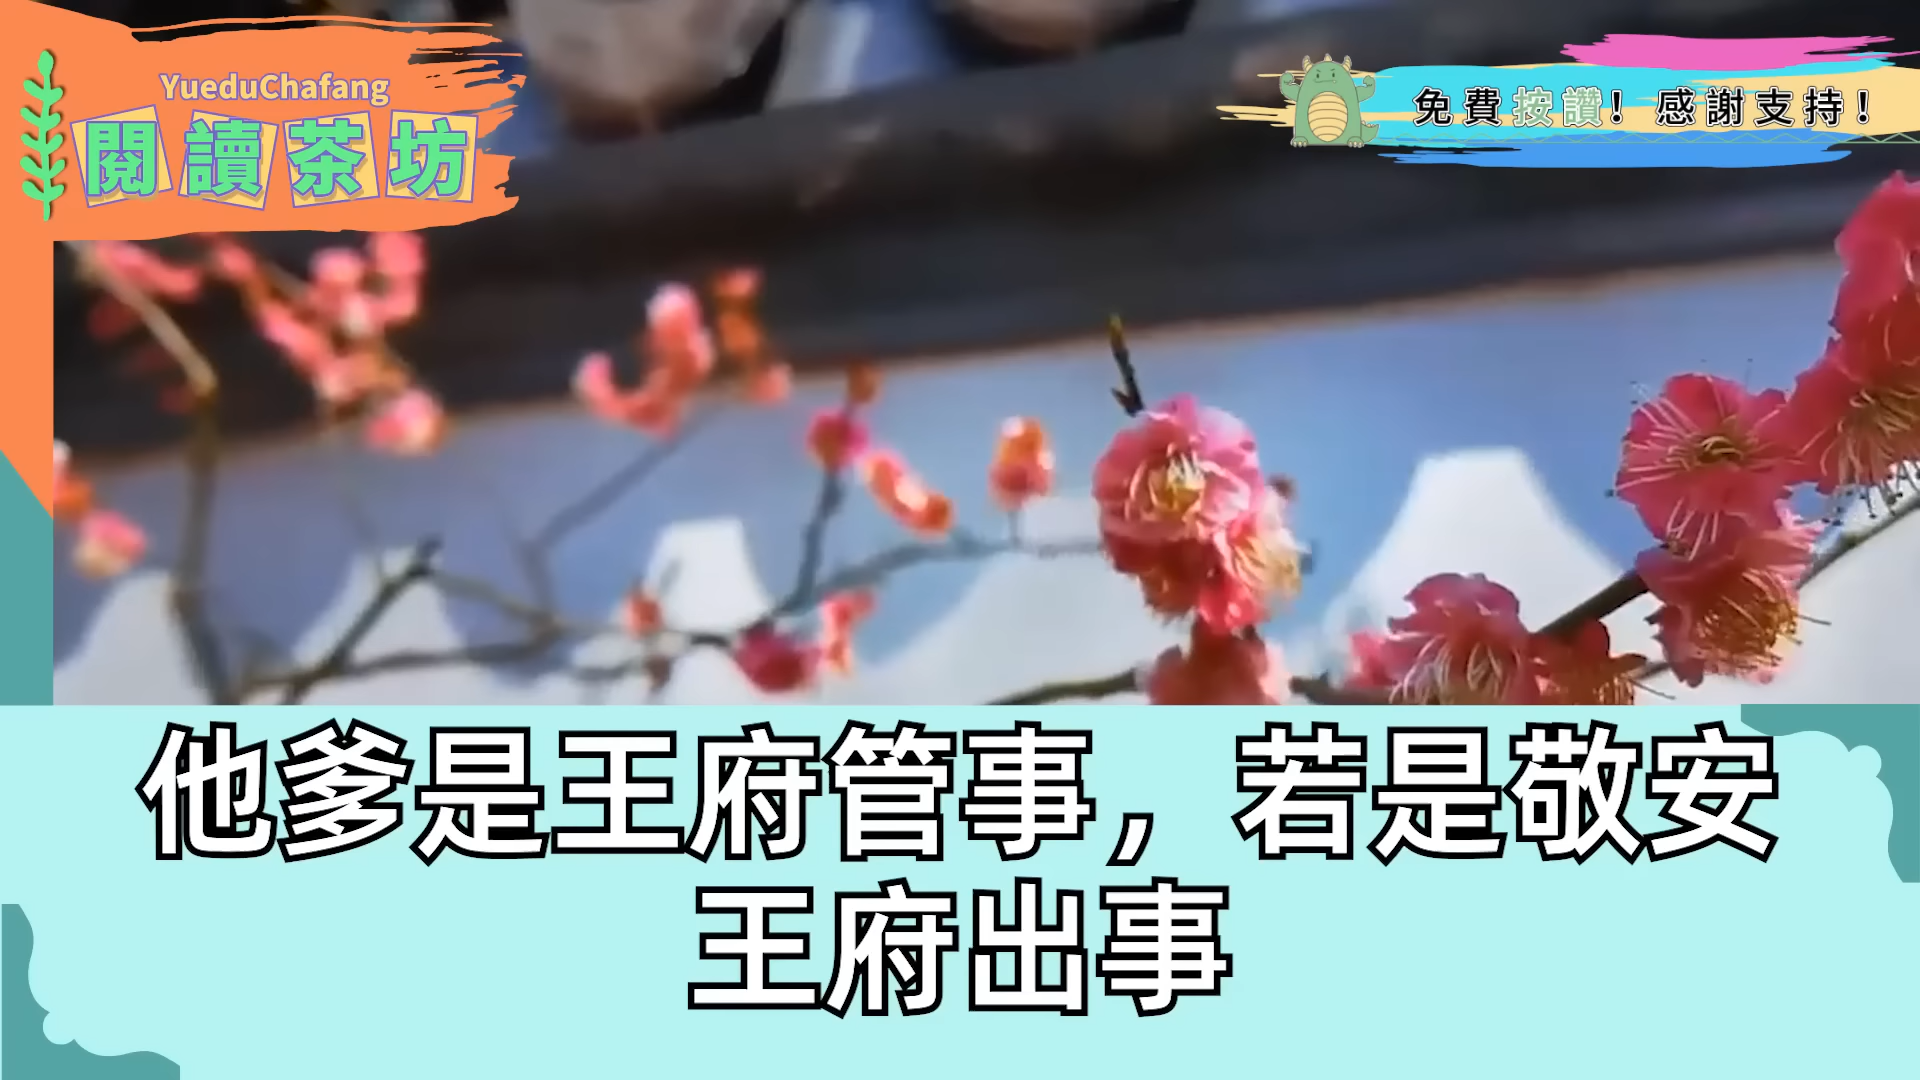 YueduChafang
閱讀茶坊
免費按讚！感謝支持！
他爹是王府管事，若是敬安
王府出事